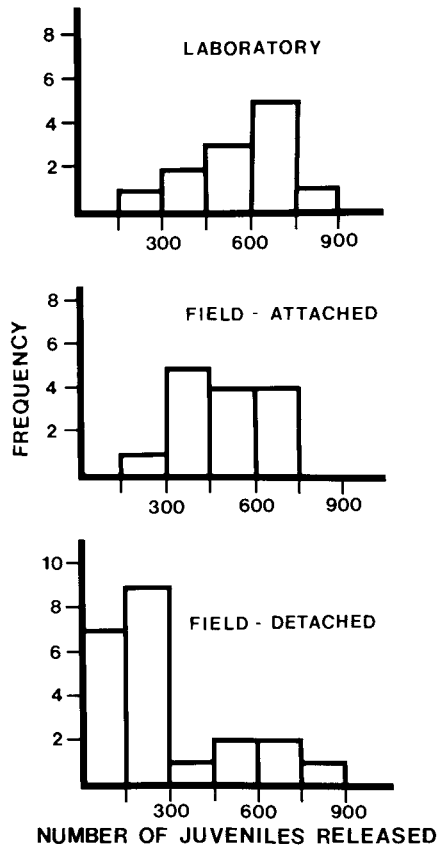 LABORATORY
8
6
4
2
300 600 900
FIELD - ATTACHED
8
6
4
2
300 600 900
FREQUENCY
FIELD - DETACHED
10
8
6
4
2
300 600 900
NUMBER OF JUVENILES RELEASED